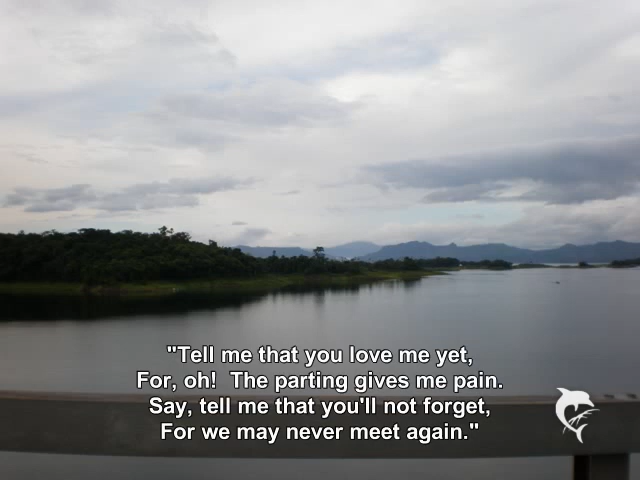 "Tell me that you love me yet,
For, oh!  The parting gives me pain.
Say, tell me that you'll not forget,
For we may never meet again."